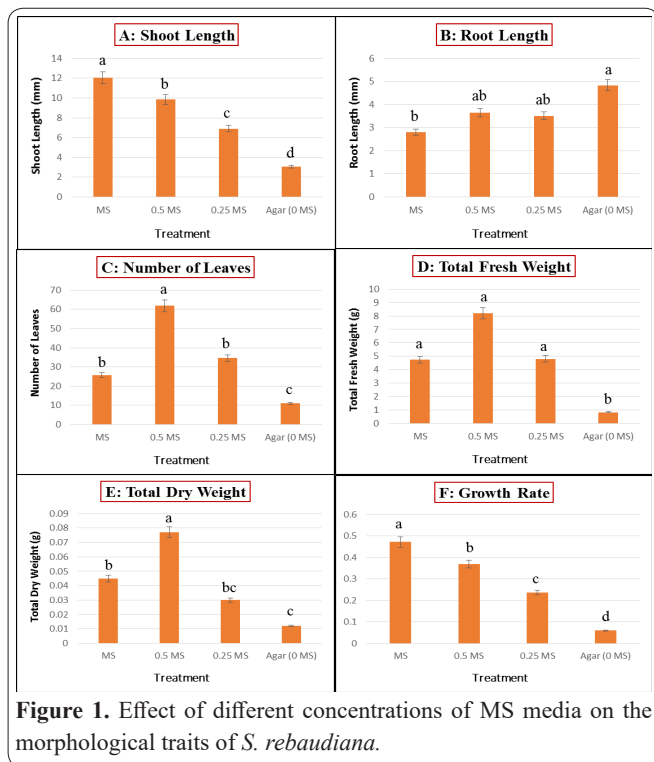 A: Shoot Length
14
12
10
8
6
4
2
0
Shoot Length (mm)
a
b
c
d
MS 0.5 MS 0.25 MS Agar (0 MS)
Treatment
B: Root Length
6
5
4
3
2
1
0
Root Length (mm)
b
ab
ab
a
MS 0.5 MS 0.25 MS Agar (0 MS)
Treatment
C: Number of Leaves
70
60
50
40
30
20
10
0
Number of Leaves
b
a
b
c
MS 0.5 MS 0.25 MS Agar (0 MS)
Treatment
D: Total Fresh Weight
10
9
8
7
6
5
4
3
2
1
0
Total Fresh Weight (g)
a
a
a
b
MS 0.5 MS 0.25 MS Agar (0 MS)
Treatment
E: Total Dry Weight
0.09
0.08
0.07
0.06
0.05
0.04
0.03
0.02
0.01
0
Total Dry Weight (g)
b
a
bc
c
MS 0.5 MS 0.25 MS Agar (0 MS)
Treatment
F: Growth Rate
0.6
0.5
0.4
0.3
0.2
0.1
0
a
b
c
d
MS 0.5 MS 0.25 MS Agar (0 MS)
Treatment
Figure 1. Effect of different concentrations of MS media on the
morphological traits of S. rebaudiana.